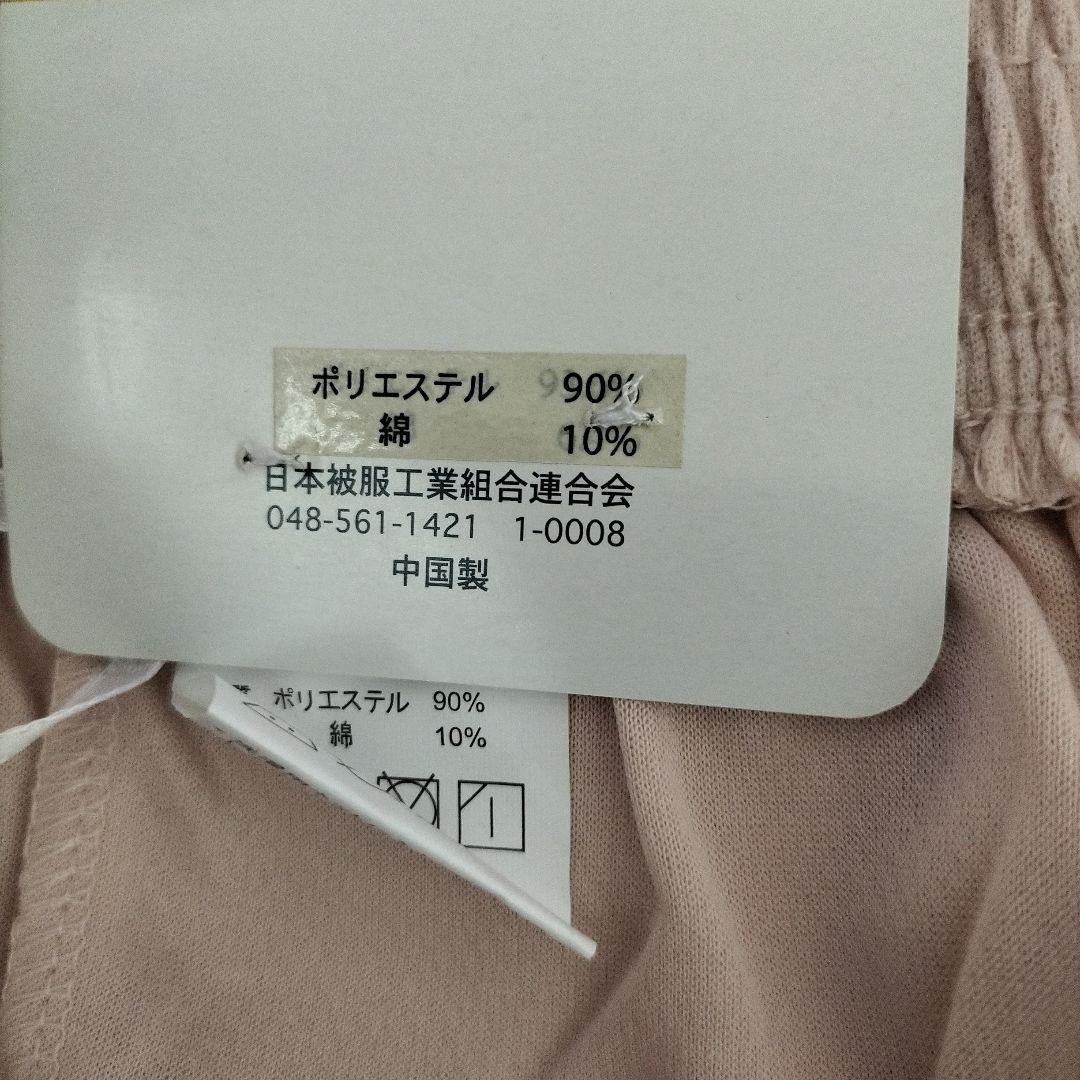 ポリエステル 90%
綿 10%
日本被服工業組合連合会
048-561-1421 1-0008
中国製
ポリエステル 90%
綿 10%